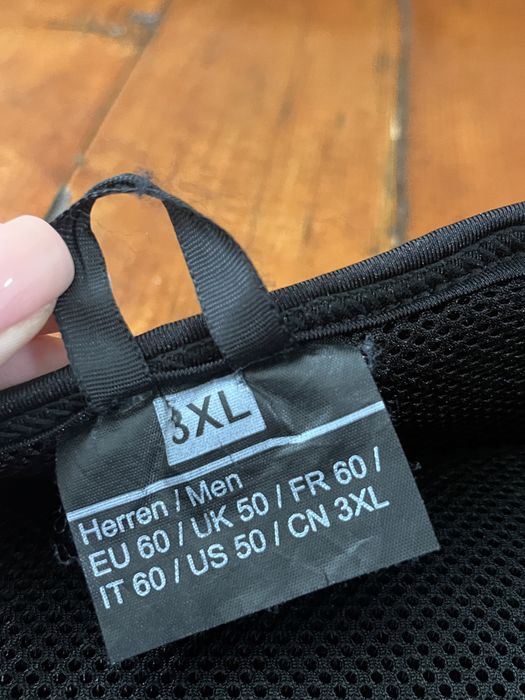 3XL
Herren / Men
EU 60 / UK 50 / FR 60 /
IT 60 / US 50 / CN 3XL